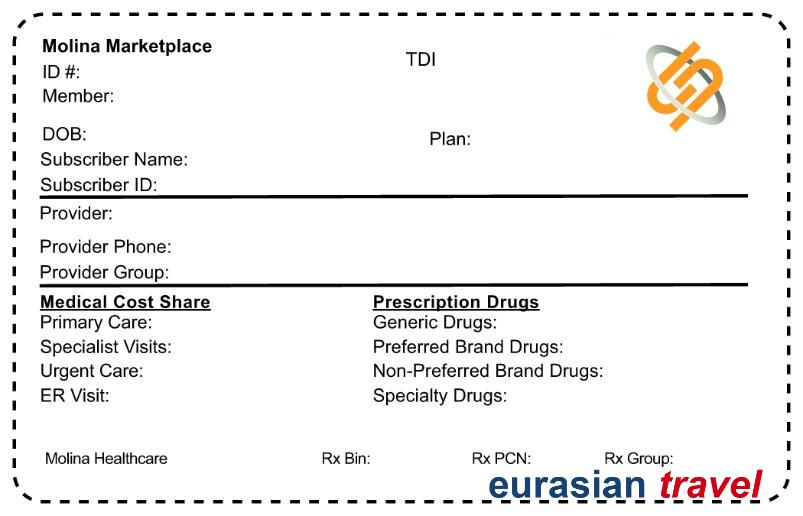 Molina Marketplace
TDI
ID #:
Member:
DOB:
Plan:
Subscriber Name:
Subscriber ID:
Provider:
Provider Phone:
Provider Group:
Medical Cost Share Prescription Drugs
Primary Care: Generic Drugs:
Specialist Visits: Preferred Brand Drugs:
Urgent Care: Non-Preferred Brand Drugs:
ER Visit: Specialty Drugs:
Molina Healthcare Rx Bin: Rx PCN: Rx Group:
eurasian travel